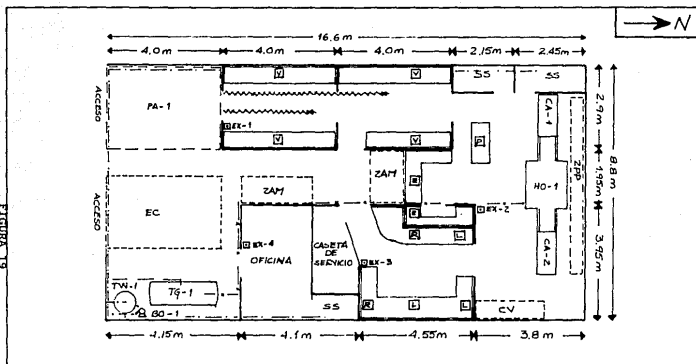 N
16.6m
4.0m 4.0m 4.0m 2.15m 2.45m
V V SS SS
ACCESO PA-1 CA-1 2.9m
EX-1 P ZPP
V V
8.8m
ZAM E HO-1 1.95m
ACCESO EC ZAM
E EX-2
R L
EX-4 CASETA DE SERVICIO CA-2 3.95m
OFICINA
EX-3
TW-1 TG-1
BO-1 SS R L L CV
4.15m 4.1m 4.55m 3.8m
FIGURA 19